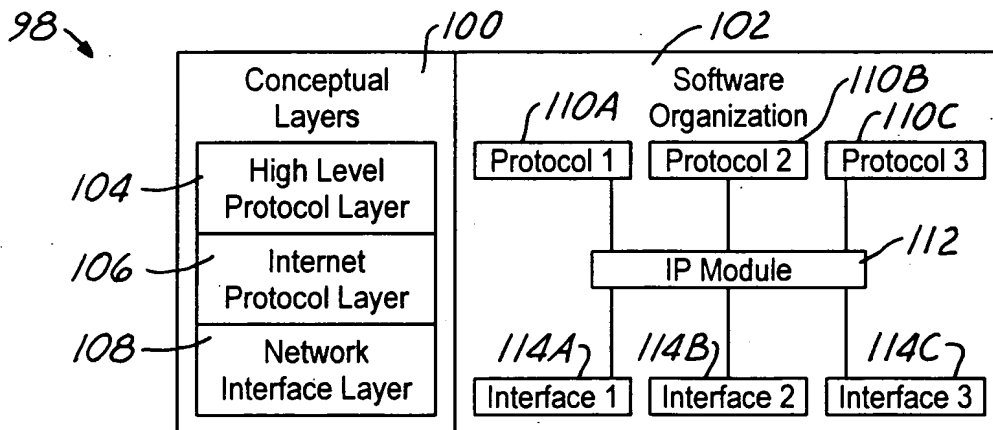 98
100
102
Conceptual
Layers
Software
Organization
110A
110B
110C
104
High Level
Protocol Layer
Protocol 1
Protocol 2
Protocol 3
106
Internet
Protocol Layer
112
IP Module
108
Network
Interface Layer
114A
114B
114C
Interface 1
Interface 2
Interface 3